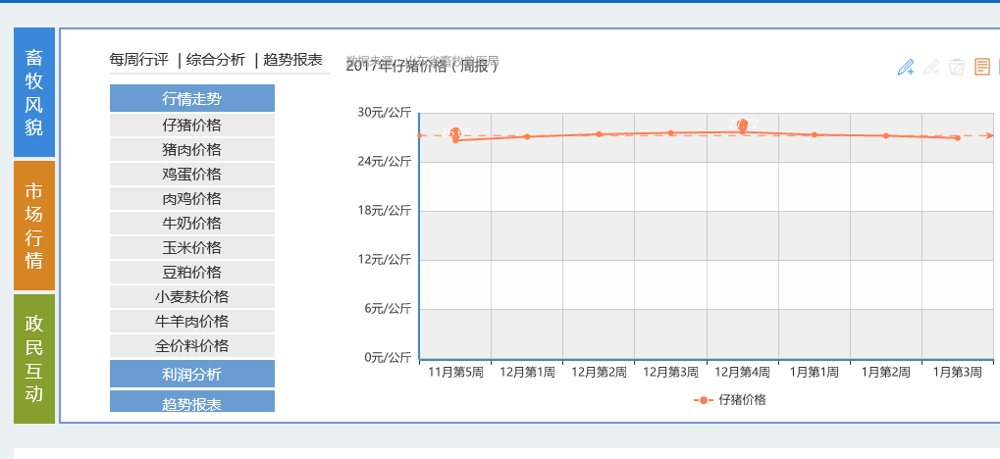 畜牧风貌
市场行情
政民互动
每周行评 | 综合分析 | 趋势报表
行情走势
仔猪价格
猪肉价格
鸡蛋价格
肉鸡价格
牛奶价格
玉米价格
豆粕价格
小麦麸价格
牛羊肉价格
全价料价格
利润分析
趋势报表
2017年仔猪价格（周报）
30元/公斤
24元/公斤
18元/公斤
12元/公斤
6元/公斤
0元/公斤
11月第5周 12月第1周 12月第2周 12月第3周 12月第4周 1月第1周 1月第2周 1月第3周
仔猪价格